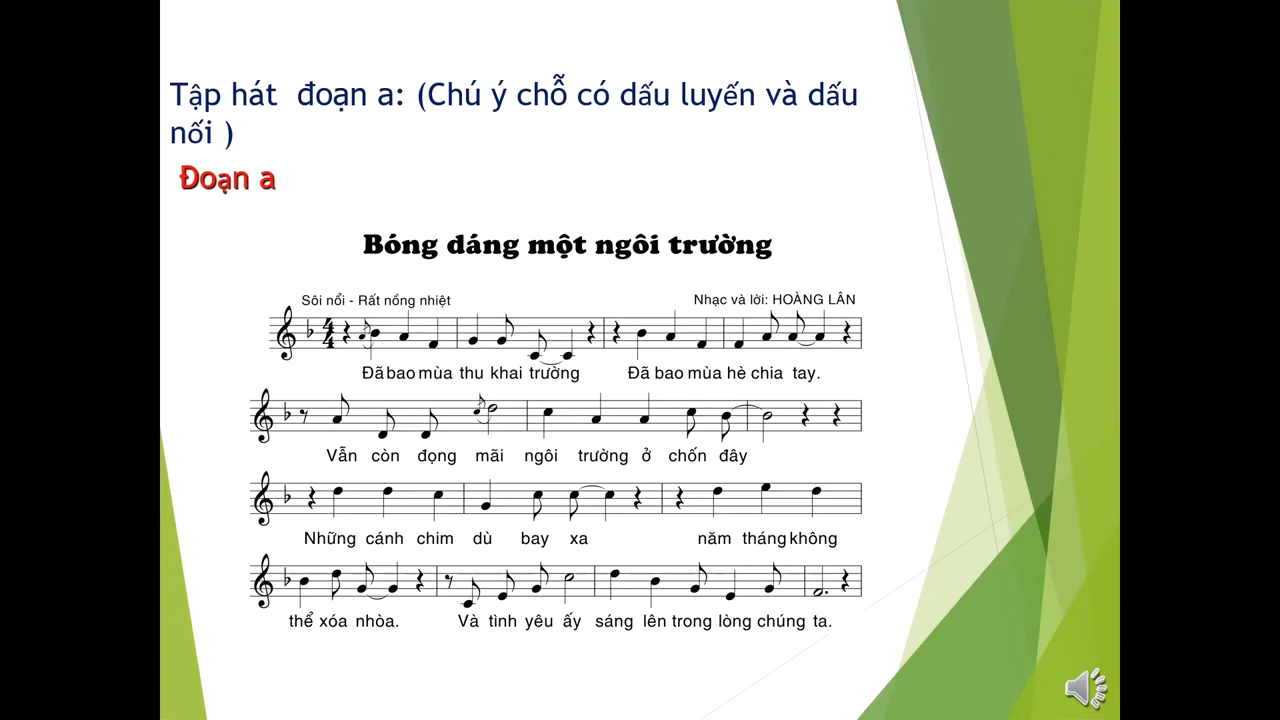 Tập hát đoạn a: (Chú ý chỗ có dấu luyến và dấu
nối )
Đoạn a
Bóng dáng một ngôi trường
Sôi nổi - Rất nồng nhiệt
Nhạc và lời: HOÀNG LÂN
4
4
Đã bao mùa thu khai trường Đã bao mùa hè chia tay.
Vẫn còn đọng mãi ngôi trường ở chốn đây
Những cánh chim dù bay xa năm tháng không
thể xóa nhòa. Và tình yêu ấy sáng lên trong lòng chúng ta.